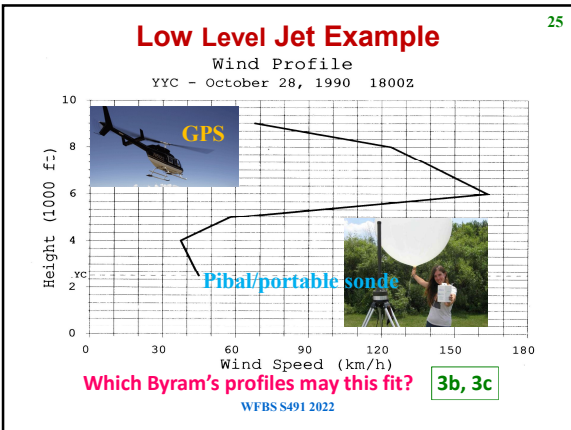 25
Low Level Jet Example
Wind Profile
YYC - October 28, 1990 1800Z
10
GPS
8
6
Height (1000 ft)
4
YC
Pibal/portable sonde
2
0
0 30 60 90 120 150 180
Wind Speed (km/h)
Which Byram's profiles may this fit? 3b, 3c
WFBS S491 2022